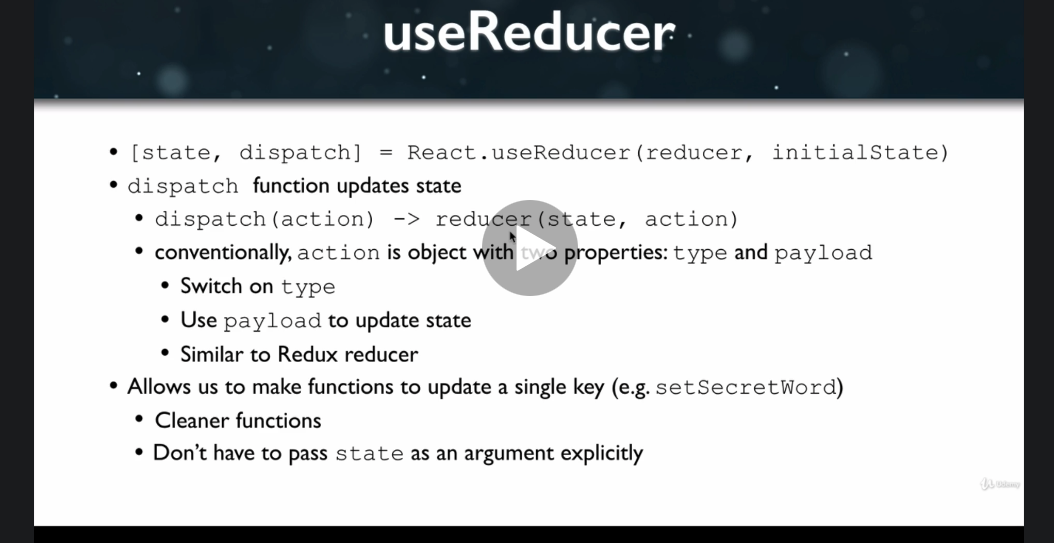 useReducer
• [state, dispatch] = React.useReducer(reducer, initialState)
• dispatch function updates state
• dispatch(action) -> reducer(state, action)
• conventionally, action is object with two properties: type and payload
• Switch on type
• Use payload to update state
• Similar to Redux reducer
• Allows us to make functions to update a single key (e.g. setSecretWord)
• Cleaner functions
• Don't have to pass state as an argument explicitly
Udemy